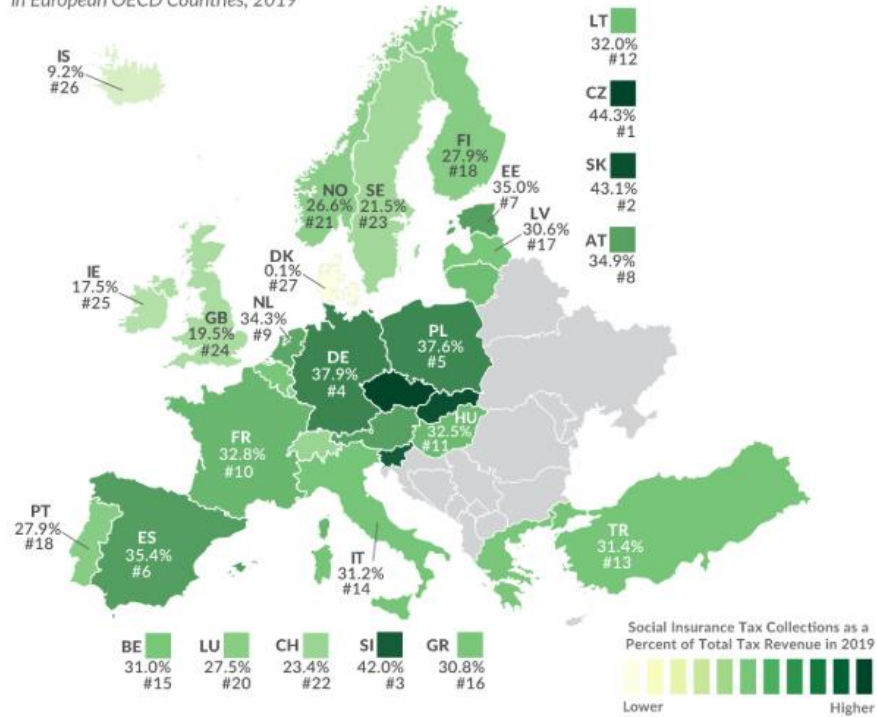 in European OECD Countries, 2019
IS
9.2%
#26
LT
32.0%
#12
CZ
44.3%
#1
SK
43.1%
#2
AT
34.9%
#8
FI
27.9%
#18
NO
26.6%
#21
SE
21.5%
#23
EE
35.0%
#7
LV
30.6%
#17
DK
0.1%
#27
IE
17.5%
#25
GB
19.5%
#24
NL
34.3%
#9
DE
37.9%
#4
PL
37.6%
#5
HU
32.5%
#11
FR
32.8%
#10
PT
27.9%
#18
ES
35.4%
#6
IT
31.2%
#14
TR
31.4%
#13
BE
31.0%
#15
LU
27.5%
#20
CH
23.4%
#22
SI
42.0%
#3
GR
30.8%
#16
Social Insurance Tax Collections as a
Percent of Total Tax Revenue in 2019
Lower
Higher